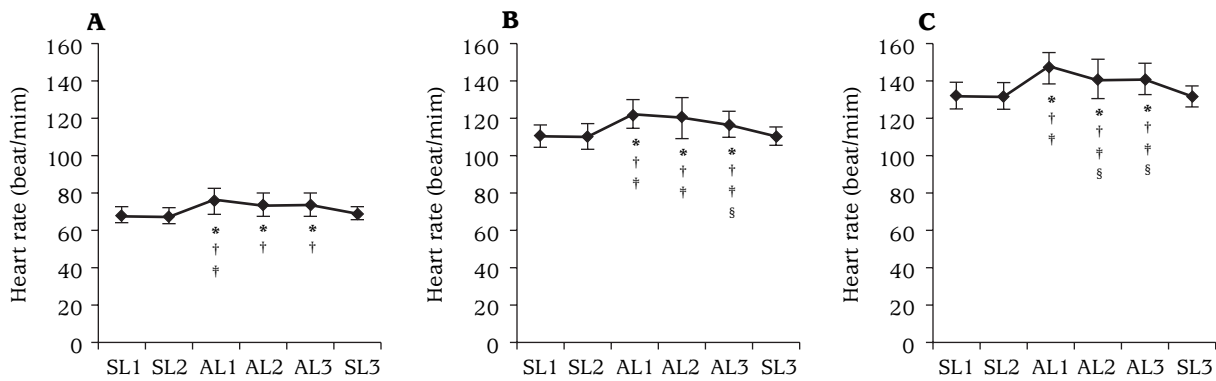 A
Heart rate (beat/mim)
160
140
120
100
80
60
40
20
0
* * *
† † †
‡
SL1 SL2 AL1 AL2 AL3 SL3
B
Heart rate (beat/mim)
160
140
120
100
80
60
40
20
0
* * *
† † †
‡ ‡ ‡
§
SL1 SL2 AL1 AL2 AL3 SL3
C
Heart rate (beat/mim)
160
140
120
100
80
60
40
20
0
* * *
† † †
‡ ‡ ‡
§ §
SL1 SL2 AL1 AL2 AL3 SL3